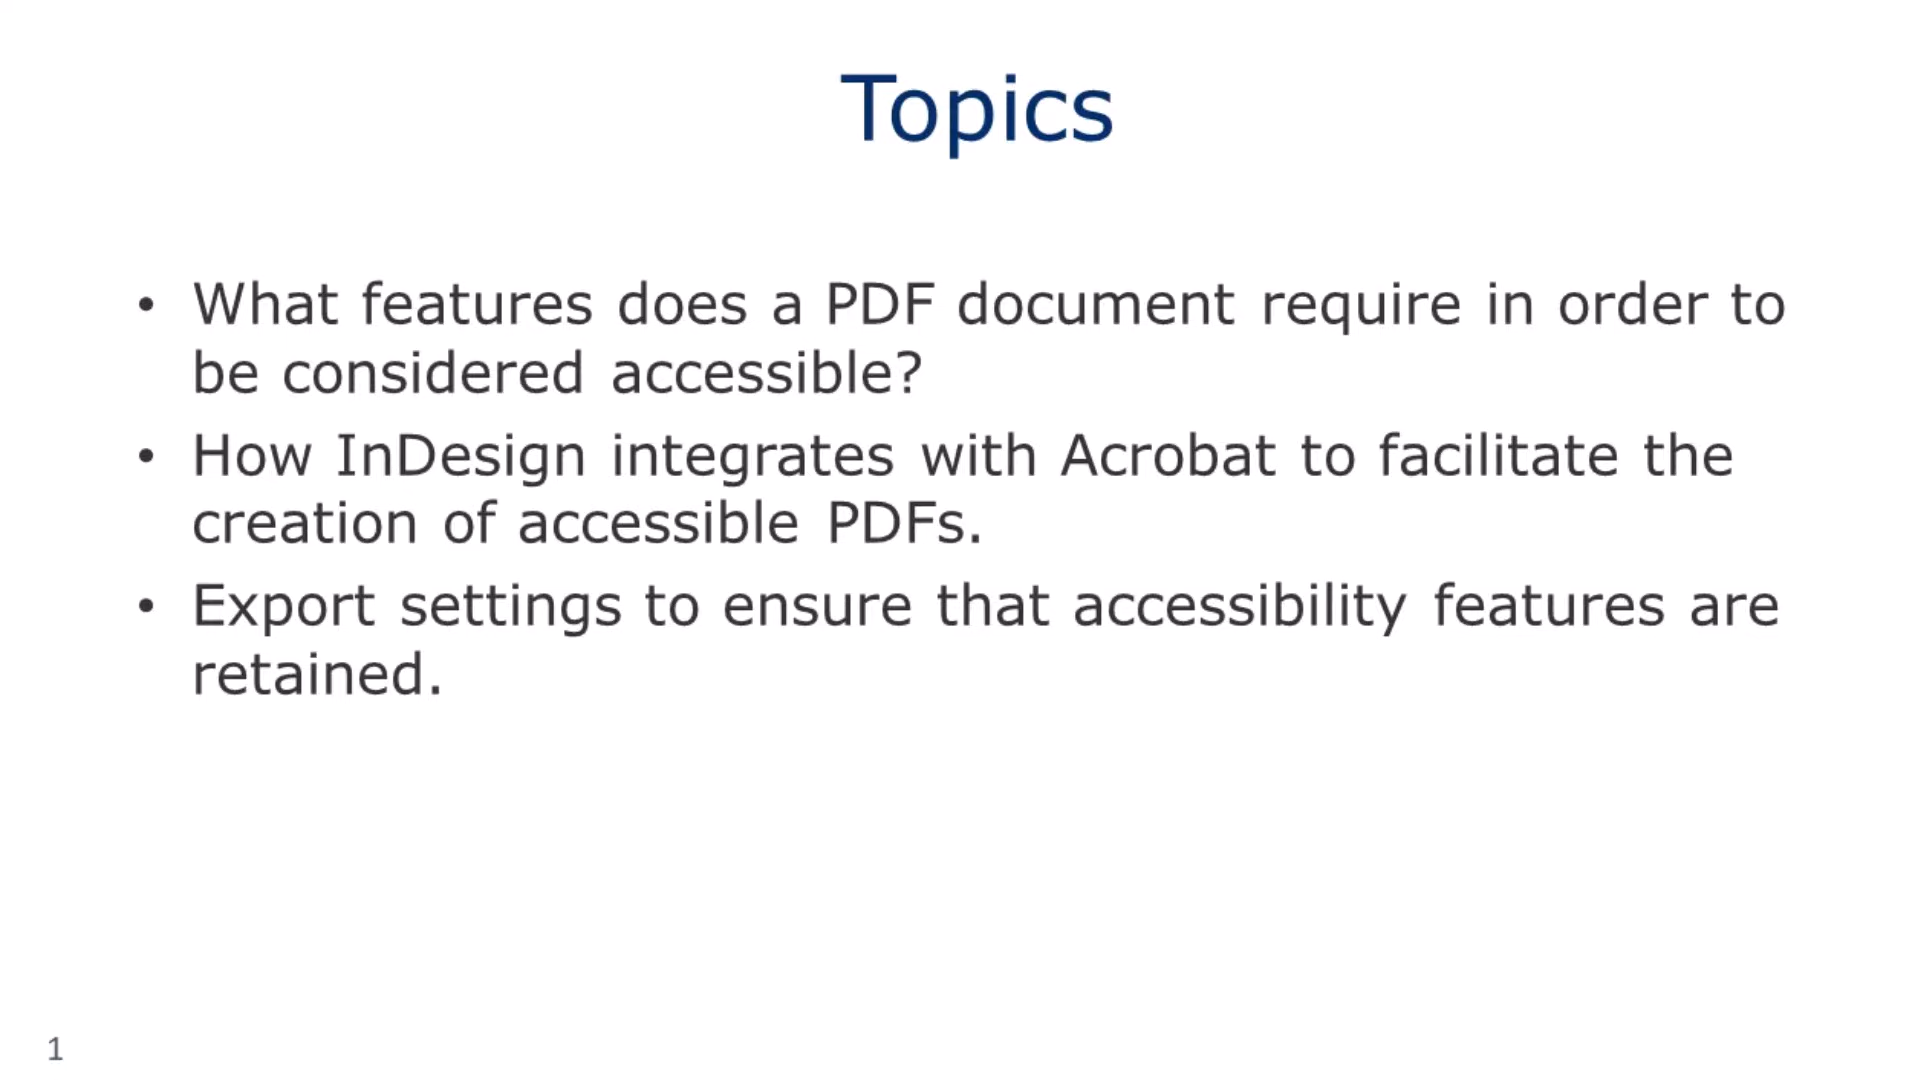 Topics
• What features does a PDF document require in order to
be considered accessible?
• How InDesign integrates with Acrobat to facilitate the
creation of accessible PDFs.
• Export settings to ensure that accessibility features are
retained.
1